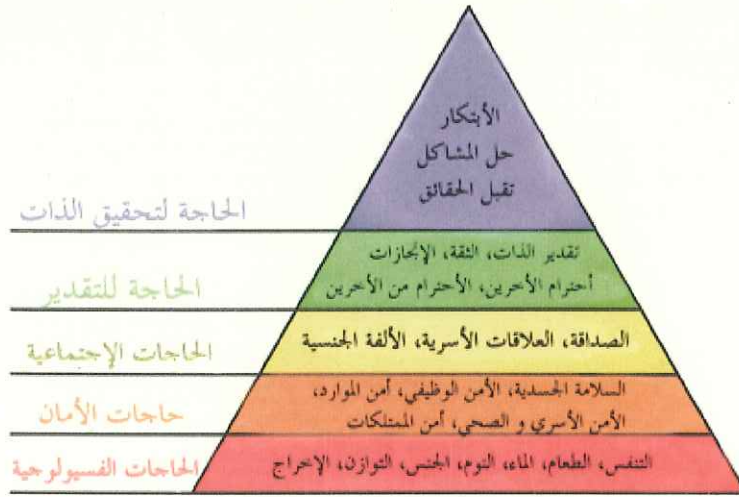 الأبتكار
حل المشاكل
تقبل الحقائق
الحاجة لتحقيق الذات
تقدير الذات، الثقة، الإنجازات
أحترام الأخرين، الأحترام من الأخرين
الحاجة للتقدير
الصداقة، العلاقات الأسرية، الألفة الجنسية
الحاجات الإجتماعية
السلامة الجسدية، الأمن الوظيفي، أمن الموارد،
الأمن الأسري و الصحي، أمن الممتلكات
حاجات الأمان
التنفس، الطعام، الماء، النوم، الجنس، التوازن، الإخراج
الحاجات الفسيولوجية